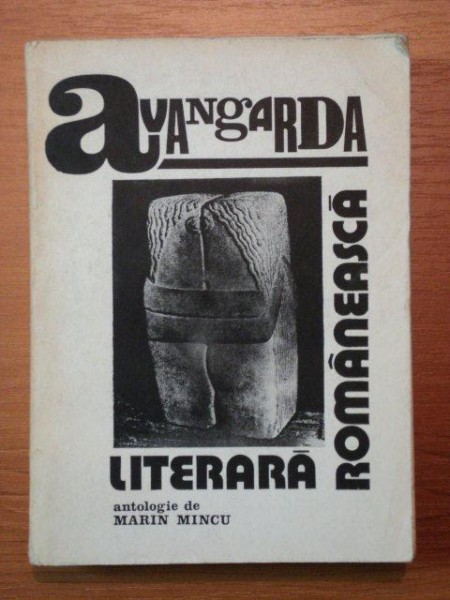 aVANgARDA
LITERARĂ
ROMÂNEASCĂ
antologie de
MARIN MINCU